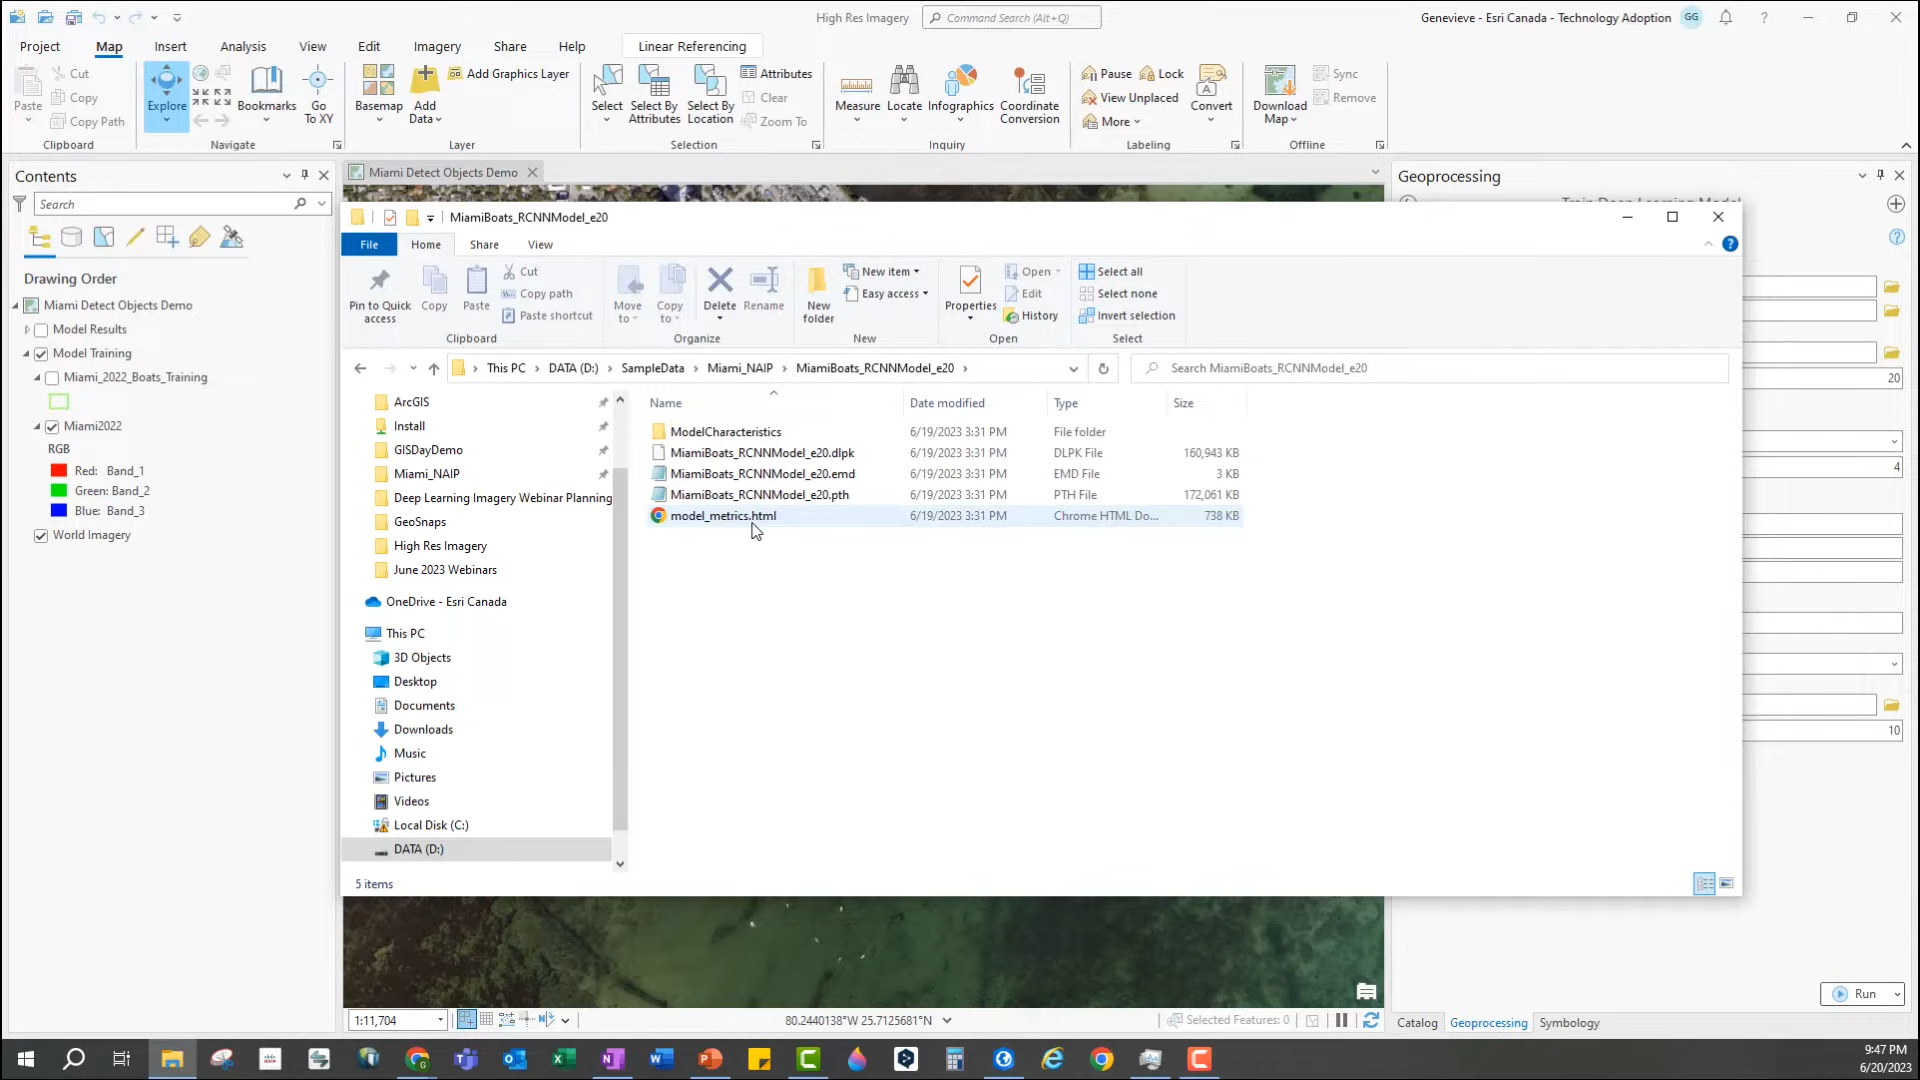 High Res Imagery
Command Search (Alt+Q)
Genevieve - Esri Canada - Technology Adoption
GG
Project
Map
Insert
Analysis
View
Edit
Imagery
Share
Help
Linear Referencing
Paste
Cut
Copy
Copy Path
Clipboard
Explore
Bookmarks
Go
To XY
Navigate
Basemap
Add
Data
Add Graphics Layer
Layer
Select
Select By
Attributes
Select By
Location
Attributes
Clear
Zoom To
Selection
Measure
Locate
Infographics
Coordinate
Conversion
Inquiry
Pause
Lock
View Unplaced
More
Convert
Labeling
Download
Map
Sync
Remove
Offline
Contents
Search
Drawing Order
Miami Detect Objects Demo
Model Results
Model Training
Miami_2022_Boats_Training
Miami2022
RGB
Red: Band_1
Green: Band_2
Blue: Band_3
World Imagery
Miami Detect Objects Demo
Geoprocessing
20
4
10
Run
MiamiBoats_RCNNModel_e20
File
Home
Share
View
Pin to Quick
access
Copy
Paste
Cut
Copy path
Paste shortcut
Clipboard
Move
to
Copy
to
Delete
Rename
Organize
New
folder
New item
Easy access
New
Properties
Open
Edit
History
Open
Select all
Select none
Invert selection
Select
This PC
DATA (D:)
SampleData
Miami_NAIP
MiamiBoats_RCNNModel_e20
Search MiamiBoats_RCNNModel_e20
ArcGIS
Install
GISDayDemo
Miami_NAIP
Deep Learning Imagery Webinar Planning
GeoSnaps
High Res Imagery
June 2023 Webinars
OneDrive - Esri Canada
This PC
3D Objects
Desktop
Documents
Downloads
Music
Pictures
Videos
Local Disk (C:)
DATA (D:)
Name Date modified Type Size
ModelCharacteristics 6/19/2023 3:31 PM File folder
MiamiBoats_RCNNModel_e20.dlpk 6/19/2023 3:31 PM DLPK File 160,943 KB
MiamiBoats_RCNNModel_e20.emd 6/19/2023 3:31 PM EMD File 3 KB
MiamiBoats_RCNNModel_e20.pth 6/19/2023 3:31 PM PTH File 172,061 KB
model_metrics.html 6/19/2023 3:31 PM Chrome HTML Do... 738 KB
5 items
1:11,704
80.2440138°W 25.7125681°N
Selected Features: 0
Catalog
Geoprocessing
Symbology
9:47 PM
6/20/2023